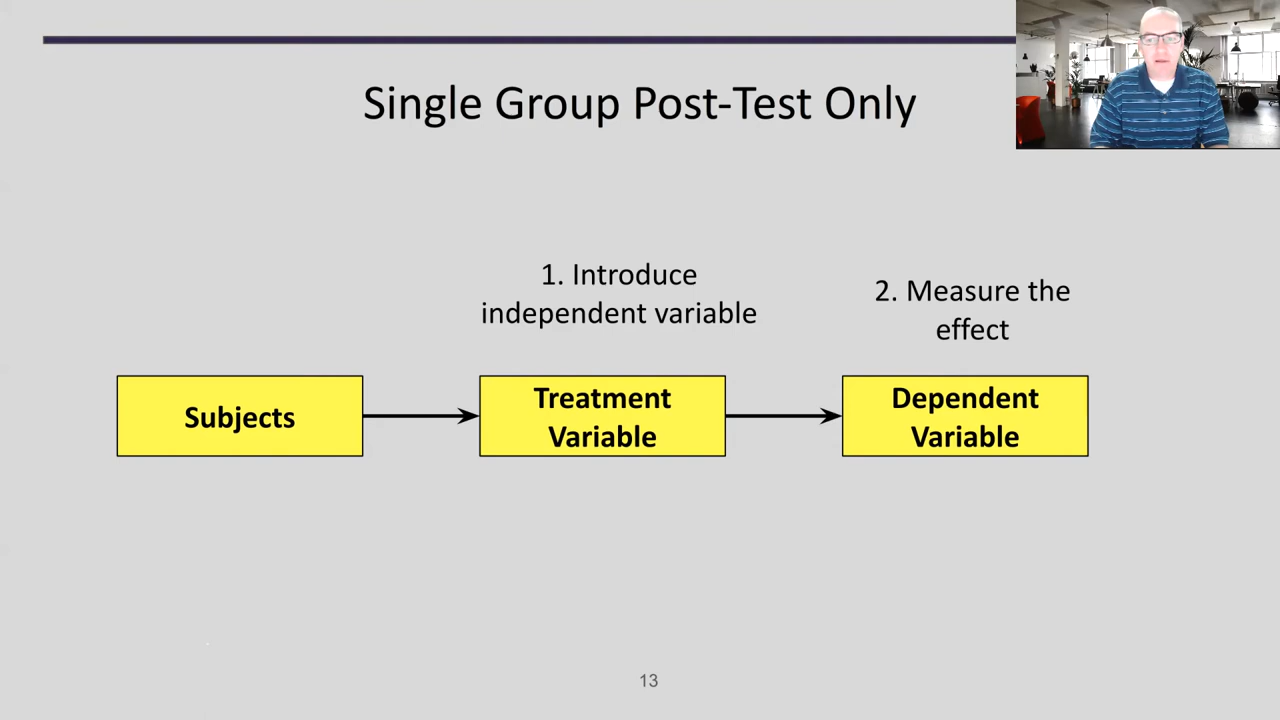 Single Group Post-Test Only
1. Introduce
independent variable
2. Measure the
effect
Subjects
Treatment
Variable
Dependent
Variable
13